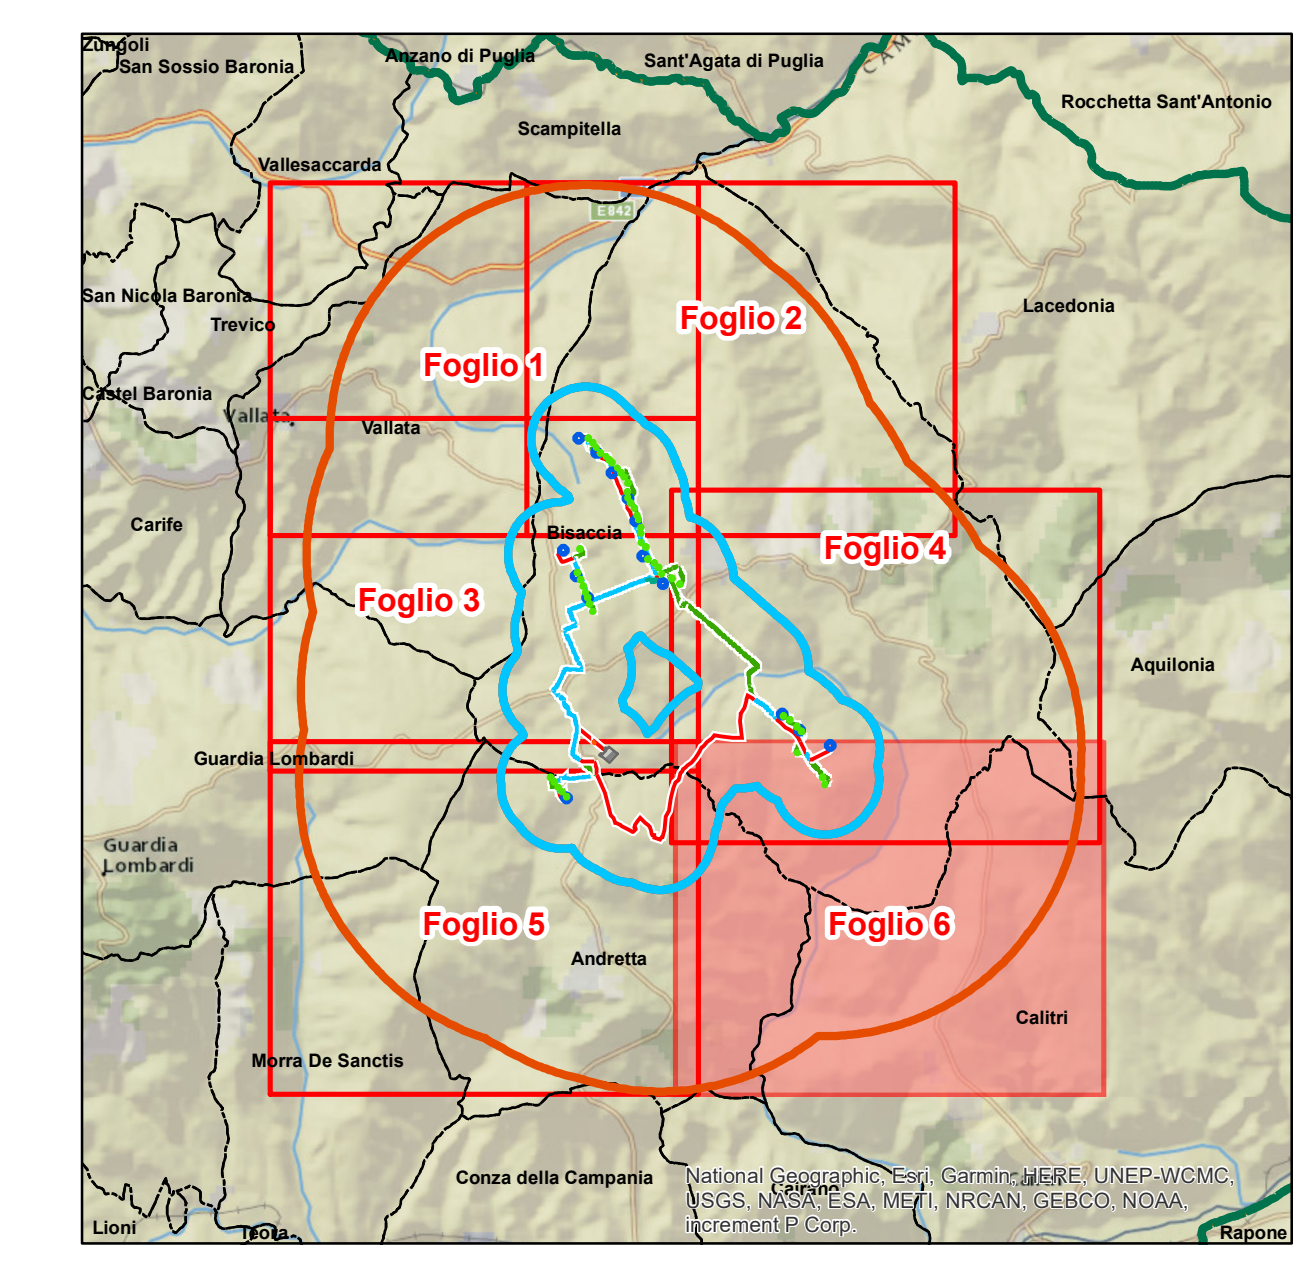 Zungoli
San Sossio Baronia
Anzano di Puglia
Sant'Agata di Puglia
CAM
Rocchetta Sant'Antonio
Scampitella
Vallesaccarda
E842
San Nicola Baronia
Trevico
Lacedonia
Foglio 2
Foglio 1
Castel Baronia
Vallata
Vallata
Carife
Bisaccia
Foglio 4
Foglio 3
Aquilonia
Guardia Lombardi
Guardia
Lombardi
Foglio 5
Foglio 6
Andretta
Calitri
Morra De Sanctis
Conza della Campania
Cairano
National Geographic, Esri, Garmin, HERE, UNEP-WCMC,
USGS, NASA, ESA, METI, NRCAN, GEBCO, NOAA,
increment P Corp.
Lioni
Teora
Rapone